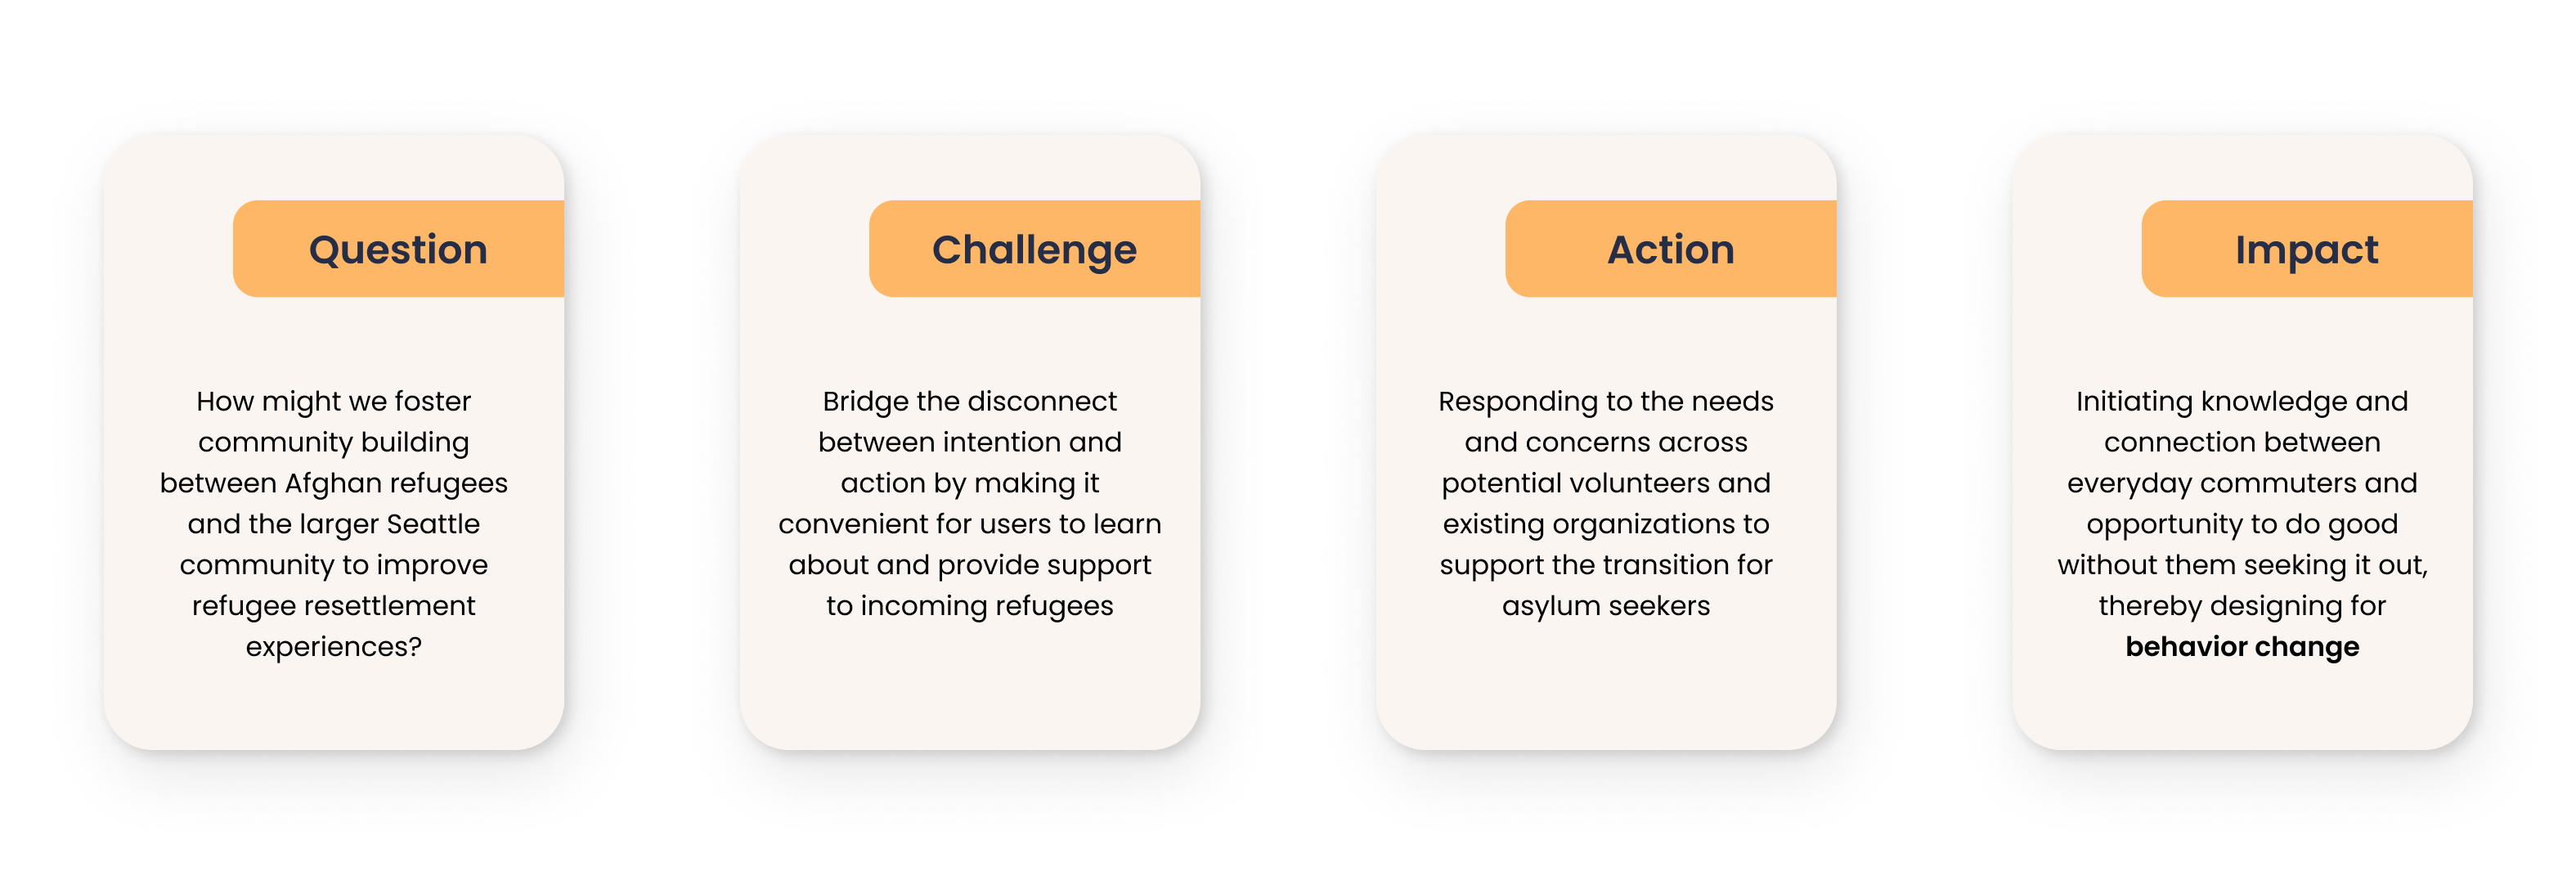 Question
How might we foster
community building
between Afghan refugees
and the larger Seattle
community to improve
refugee resettlement
experiences?
Challenge
Bridge the disconnect
between intention and
action by making it
convenient for users to learn
about and provide support
to incoming refugees
Action
Responding to the needs
and concerns across
potential volunteers and
existing organizations to
support the transition for
asylum seekers
Impact
Initiating knowledge and
connection between
everyday commuters and
opportunity to do good
without them seeking it out,
thereby designing for
behavior change